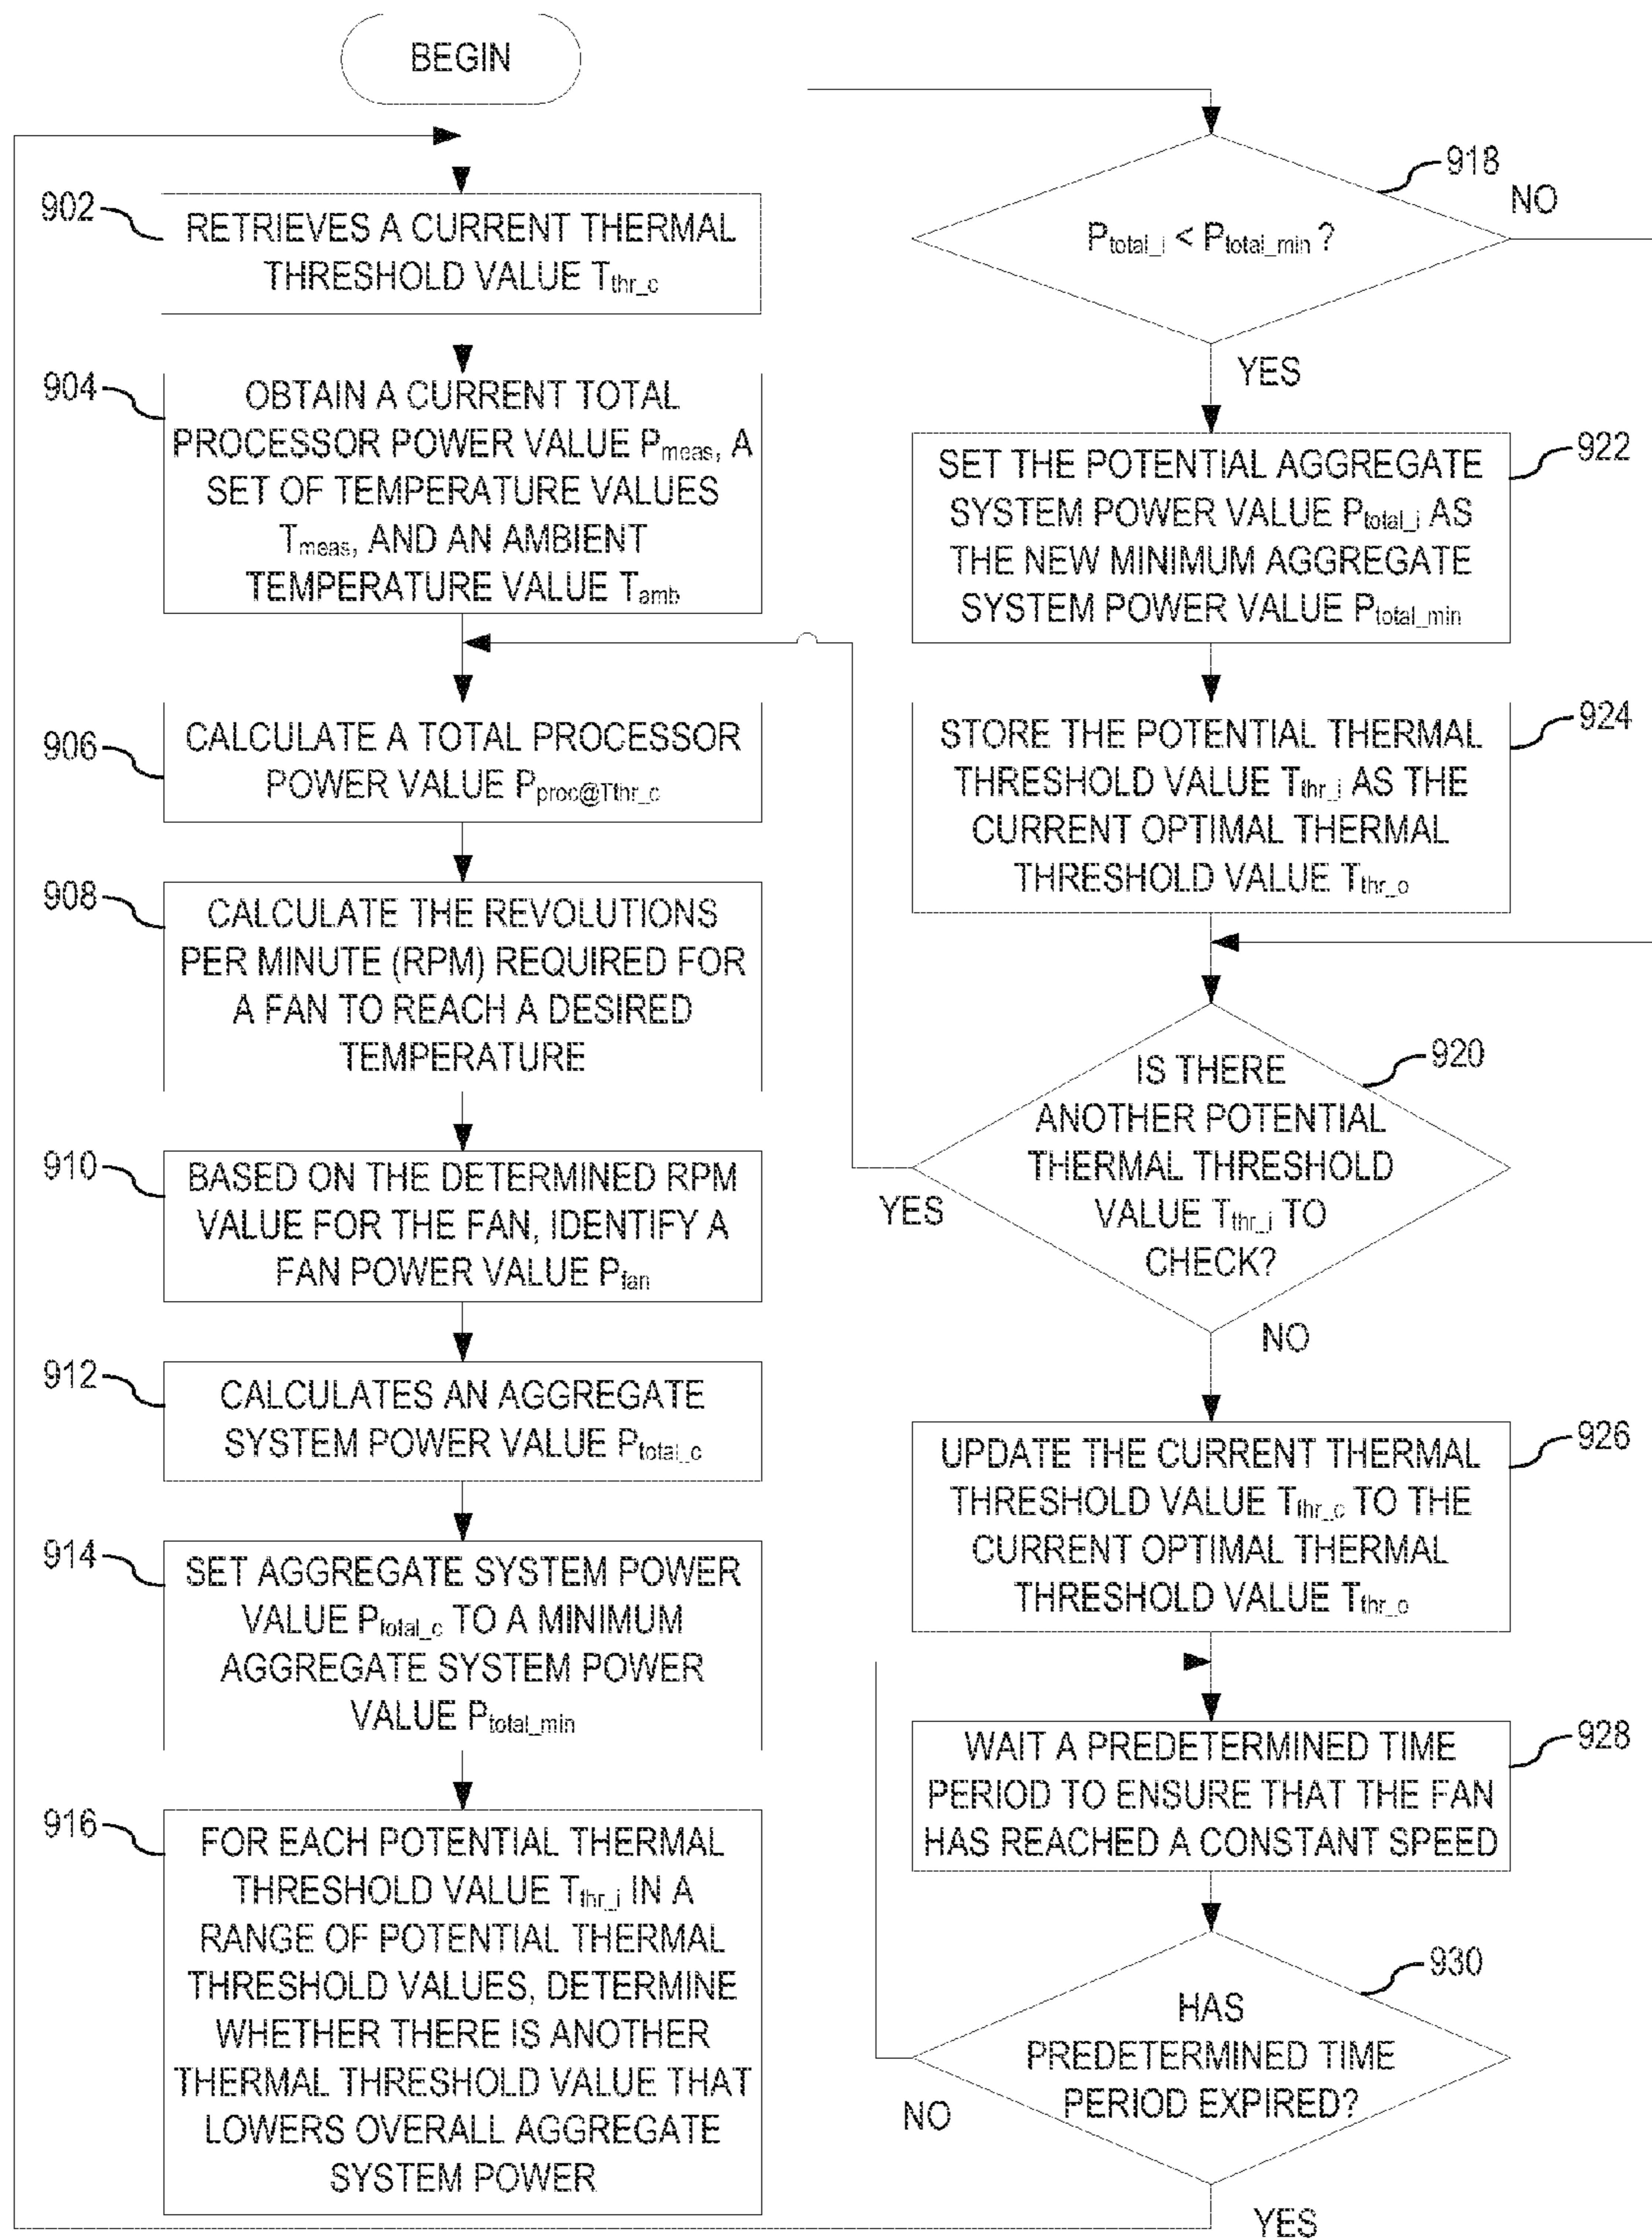 BEGIN
902
RETRIEVES A CURRENT THERMAL
THRESHOLD VALUE Tthr_c
904
OBTAIN A CURRENT TOTAL
PROCESSOR POWER VALUE Pmeas, A
SET OF TEMPERATURE VALUES
Tmeas, AND AN AMBIENT
TEMPERATURE VALUE Tamb
906
CALCULATE A TOTAL PROCESSOR
POWER VALUE Pproc@Tthr_c
908
CALCULATE THE REVOLUTIONS
PER MINUTE (RPM) REQUIRED FOR
A FAN TO REACH A DESIRED
TEMPERATURE
910
BASED ON THE DETERMINED RPM
VALUE FOR THE FAN, IDENTIFY A
FAN POWER VALUE Pfan
912
CALCULATES AN AGGREGATE
SYSTEM POWER VALUE Ptotal_c
914
SET AGGREGATE SYSTEM POWER
VALUE Ptotal_c TO A MINIMUM
AGGREGATE SYSTEM POWER
VALUE Ptotal_min
916
FOR EACH POTENTIAL THERMAL
THRESHOLD VALUE Tthr_i IN A
RANGE OF POTENTIAL THERMAL
THRESHOLD VALUES, DETERMINE
WHETHER THERE IS ANOTHER
THERMAL THRESHOLD VALUE THAT
LOWERS OVERALL AGGREGATE
SYSTEM POWER
918
NO
Ptotal_i < Ptotal_min ?
YES
922
SET THE POTENTIAL AGGREGATE
SYSTEM POWER VALUE Ptotal_i AS
THE NEW MINIMUM AGGREGATE
SYSTEM POWER VALUE Ptotal_min
924
STORE THE POTENTIAL THERMAL
THRESHOLD VALUE Tthr_i AS THE
CURRENT OPTIMAL THERMAL
THRESHOLD VALUE Tthr_o
920
IS THERE
ANOTHER POTENTIAL
THERMAL THRESHOLD
VALUE Tthr_i TO
CHECK?
YES
NO
926
UPDATE THE CURRENT THERMAL
THRESHOLD VALUE Tthr_c TO THE
CURRENT OPTIMAL THERMAL
THRESHOLD VALUE Tthr_o
928
WAIT A PREDETERMINED TIME
PERIOD TO ENSURE THAT THE FAN
HAS REACHED A CONSTANT SPEED
930
HAS
PREDETERMINED TIME
PERIOD EXPIRED?
NO
YES